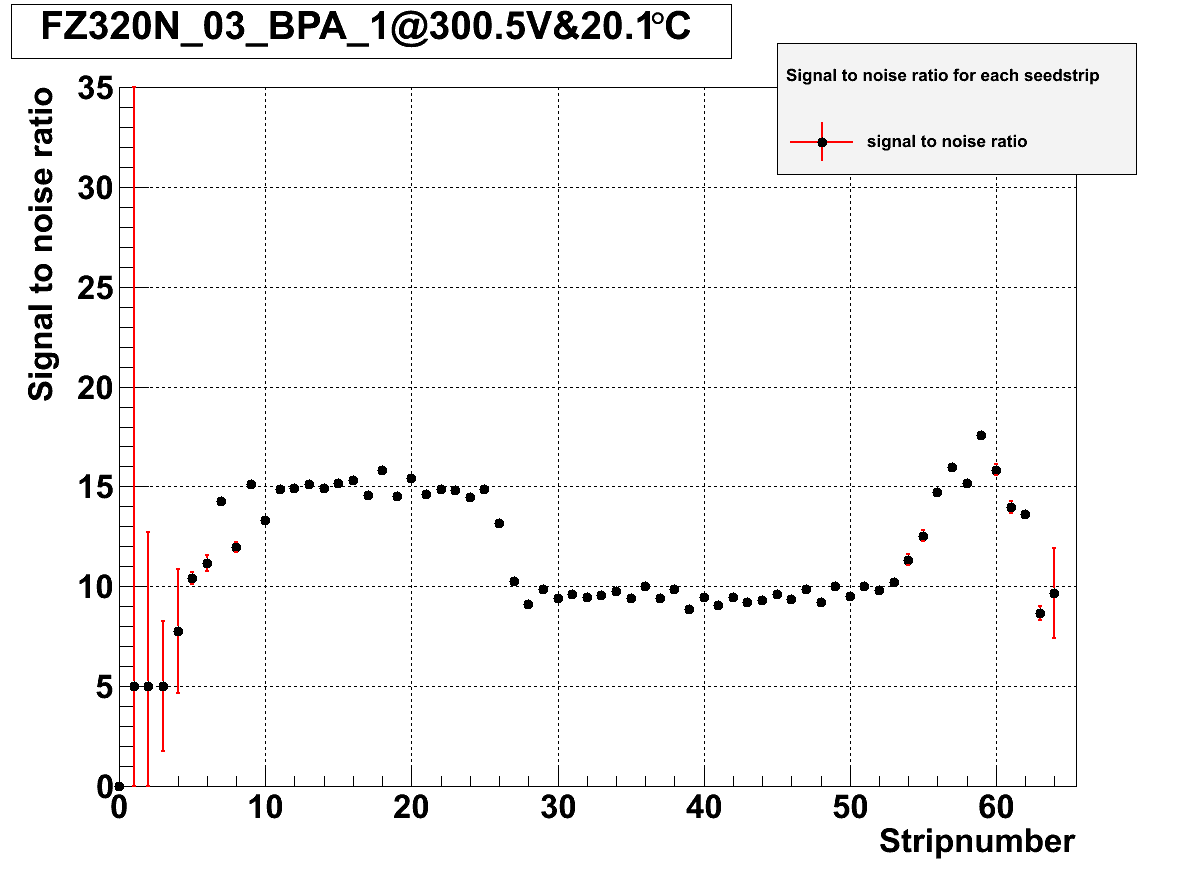 FZ320N_03_BPA_1@300.5V&20.1°C
Signal to noise ratio for each seedstrip
signal to noise ratio
Signal to noise ratio
35
30
25
20
15
10
5
0
0 10 20 30 40 50 60
Stripnumber